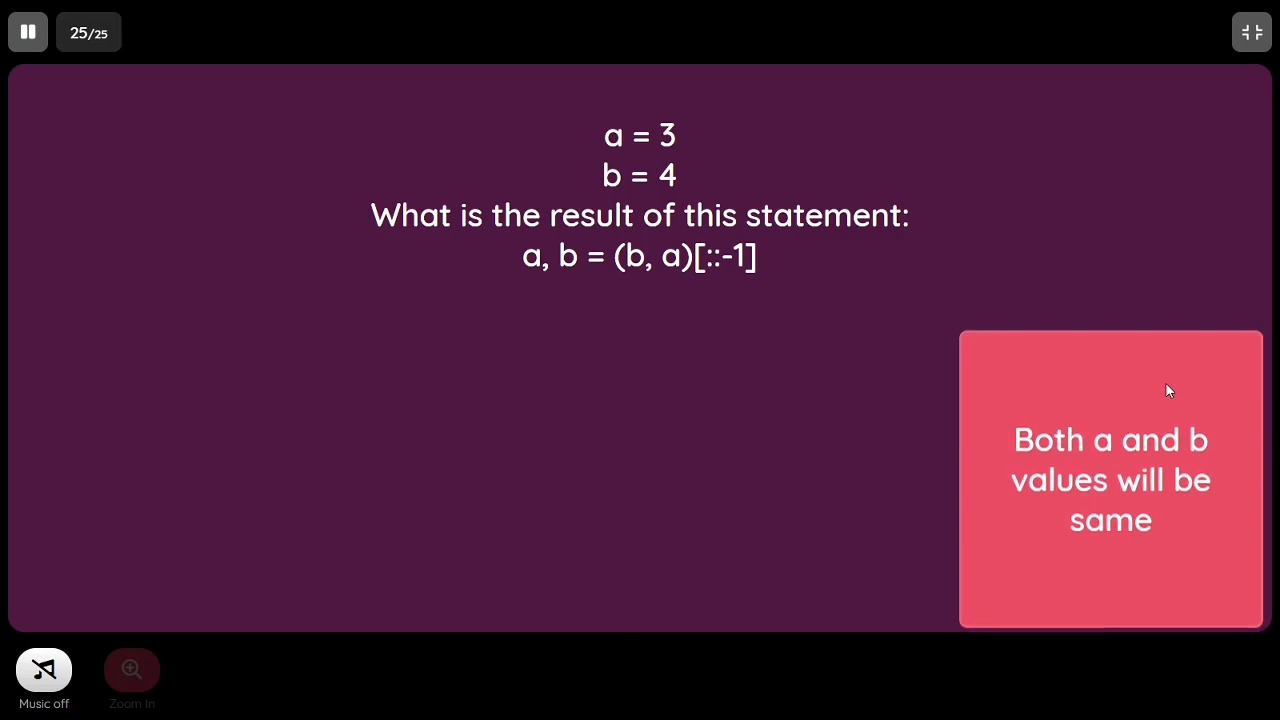 25/25
a = 3
b = 4
What is the result of this statement:
a, b = (b, a)[::-1]
Both a and b
values will be
same
Music off
Zoom In